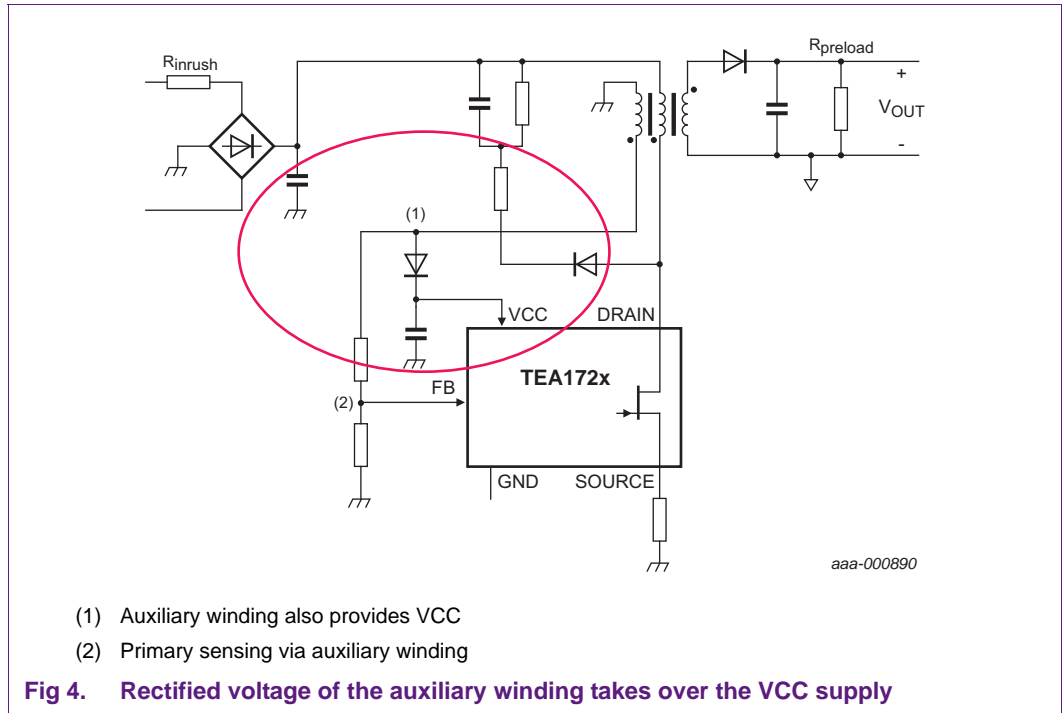 Rinrush
Rpreload
+
VOUT
-
(1)
VCC
DRAIN
TEA172x
FB
(2)
GND
SOURCE
aaa-000890
(1) Auxiliary winding also provides VCC
(2) Primary sensing via auxiliary winding
Fig 4. Rectified voltage of the auxiliary winding takes over the VCC supply